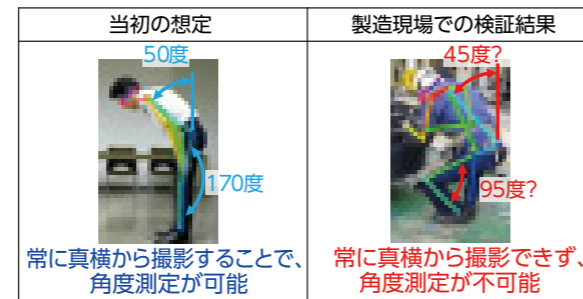 当初の想定
製造現場での検証結果
50度
170度
常に真横から撮影することで、
角度測定が可能
45度?
95度?
常に真横から撮影できず、
角度測定が不可能